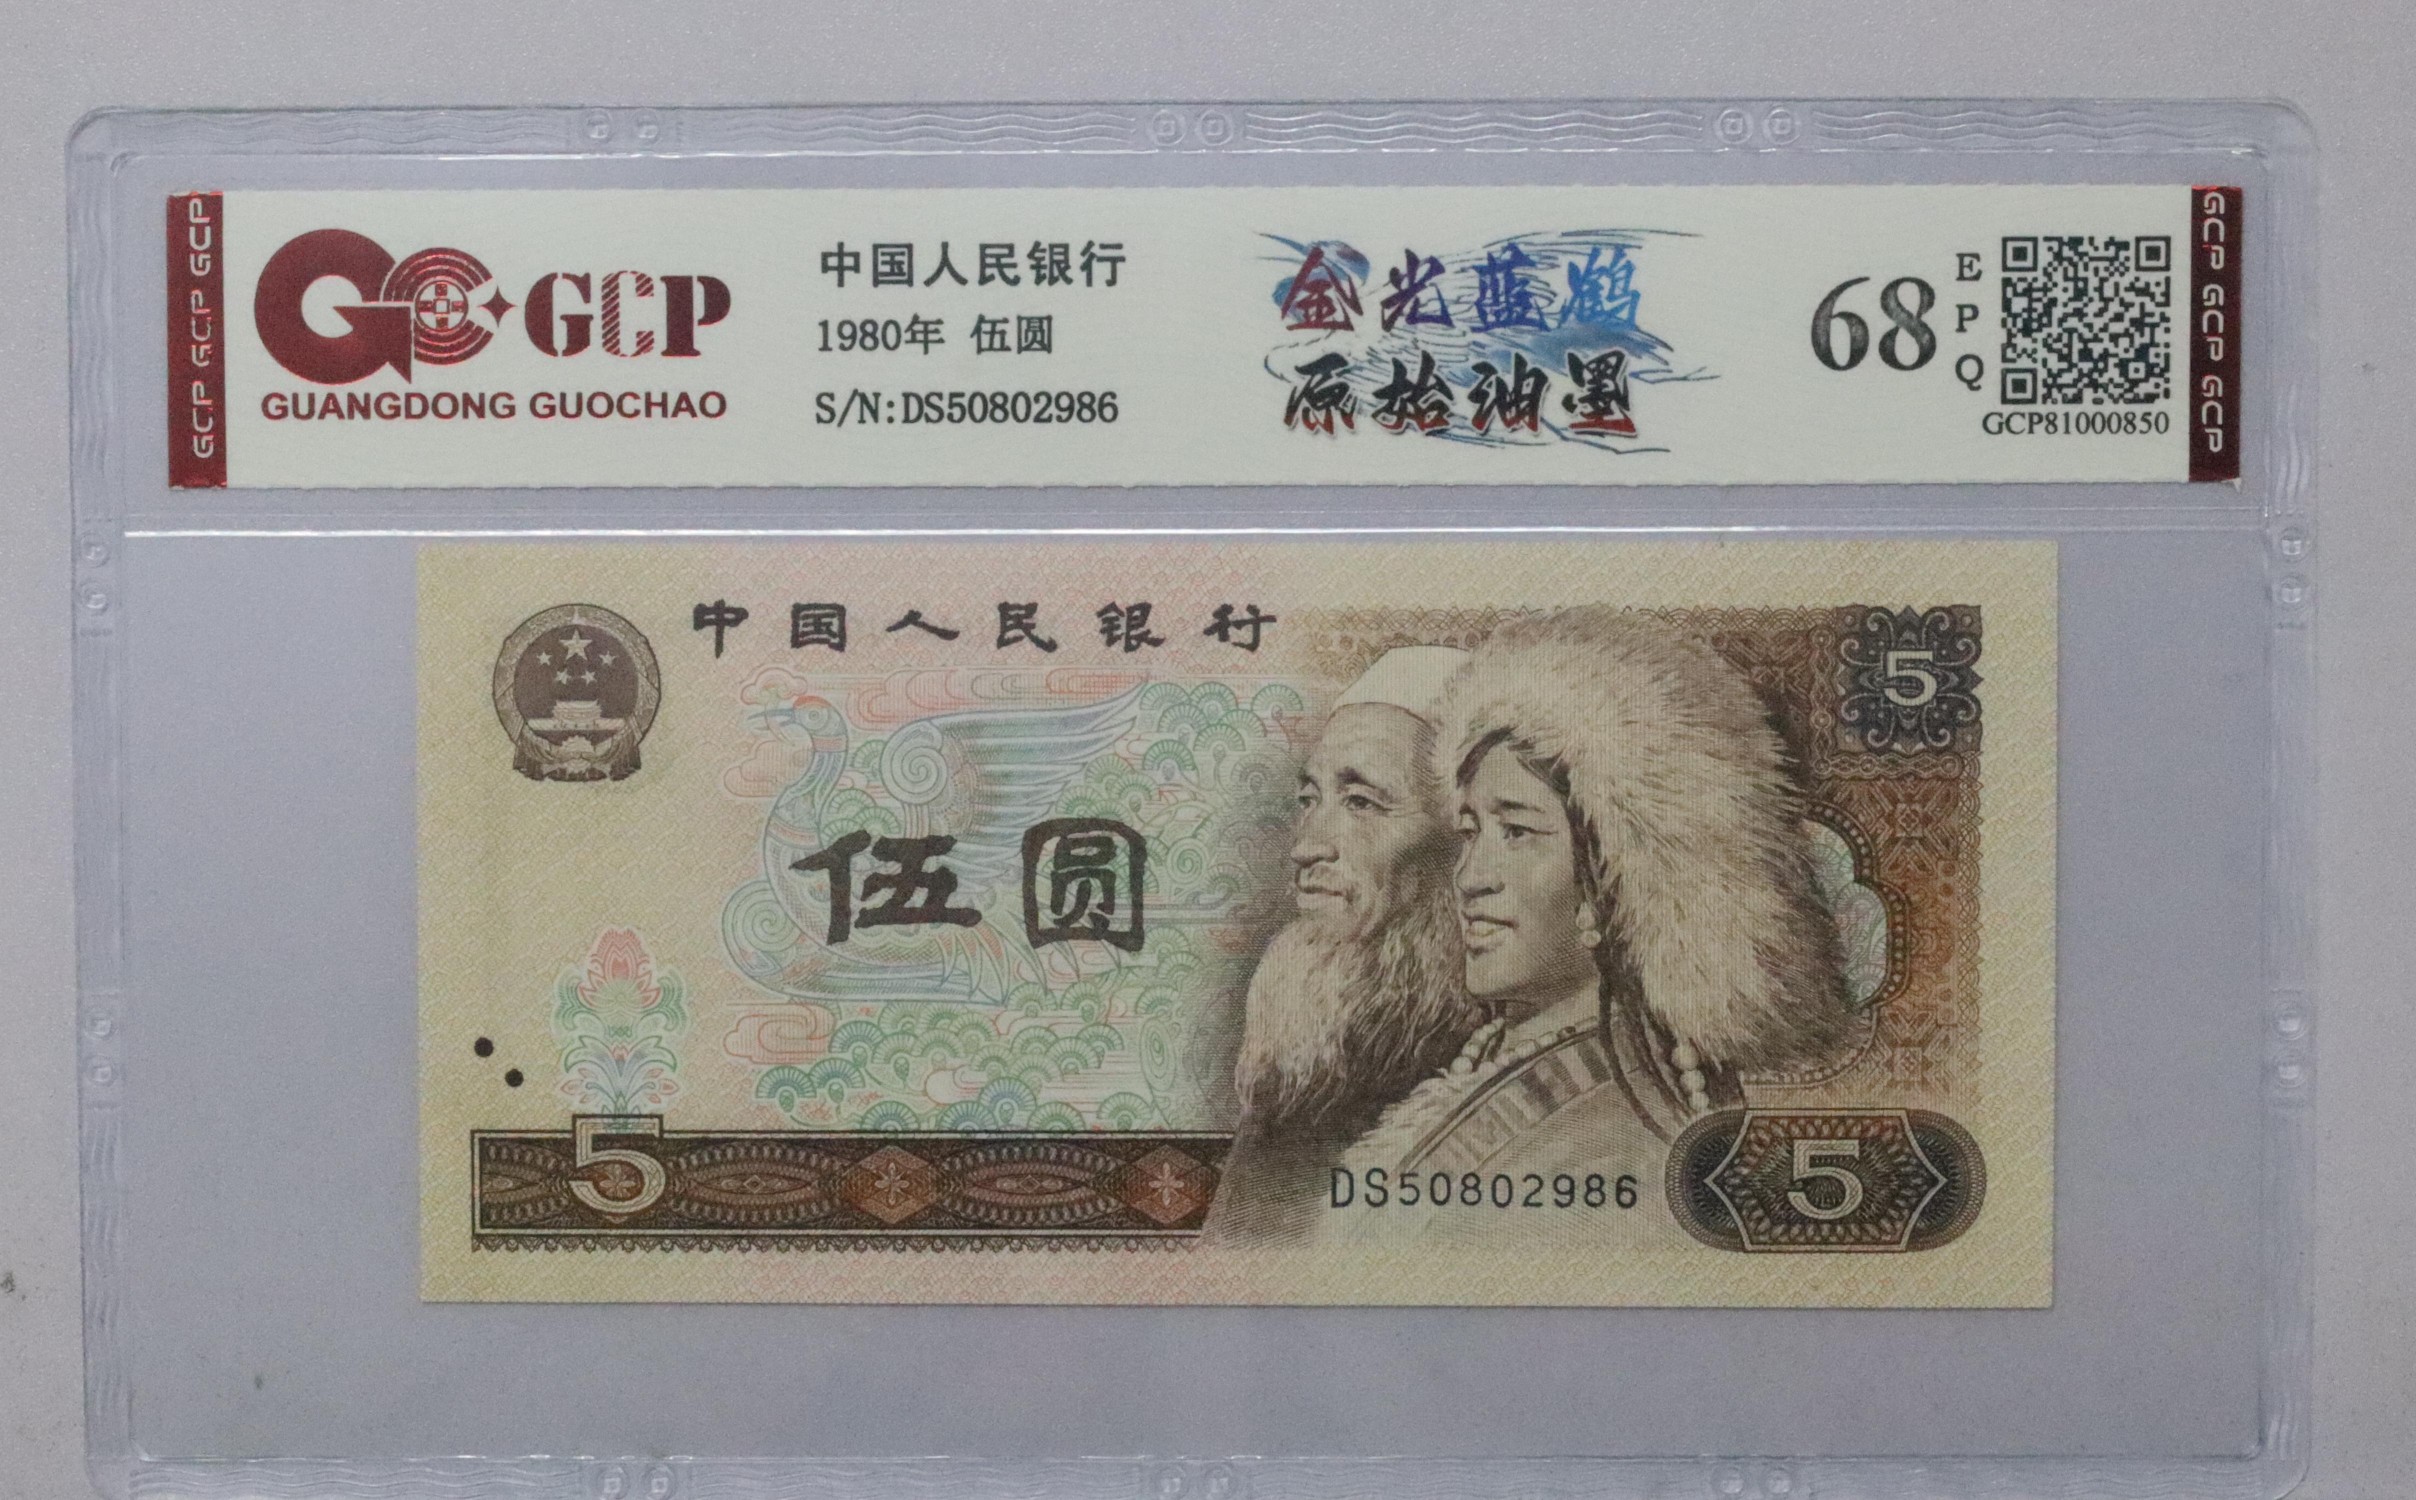 GCP GCP GCP
GCP
GUANGDONG GUOCHAO
中国人民银行
1980年 伍圆
S/N:DS50802986
金光蓝鹤
原始油墨
68
EPQ
GCP81000850
GCP GCP GCP
中国人民银行
5
伍圆
5
DS50802986
5